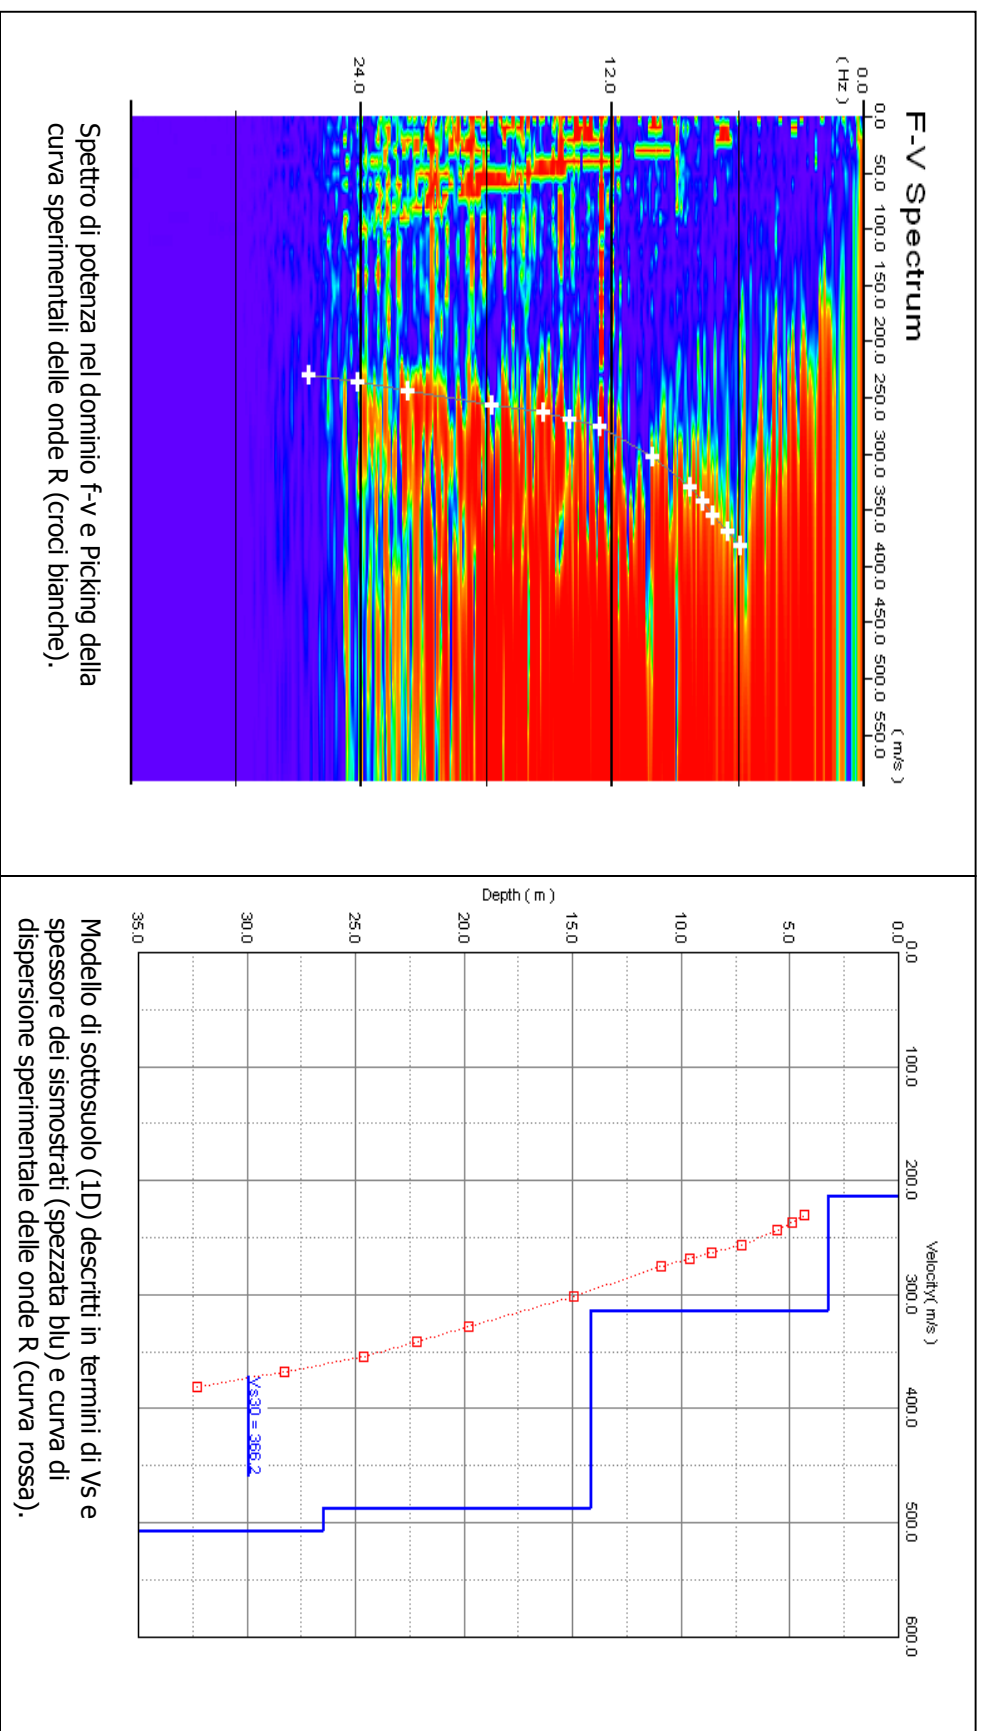 F-V Spectrum
( m/s )
0.0 50.0 100.0 150.0 200.0 250.0 300.0 350.0 400.0 450.0 500.0 550.0
0.0
( Hz )
12.0
24.0
Spettro di potenza nel dominio f-v e Picking della
curva sperimentali delle onde R (croci bianche).
Velocity( m/s )
0.0 100.0 200.0 300.0 400.0 500.0 600.0
0.0
5.0
10.0
15.0
20.0
25.0
30.0
35.0
Depth ( m )
Vs30 = 366.2
Modello di sottosuolo (1D) descritti in termini di Vs e
spessore dei sismostrati (spezzata blu) e curva di
dispersione sperimentale delle onde R (curva rossa).